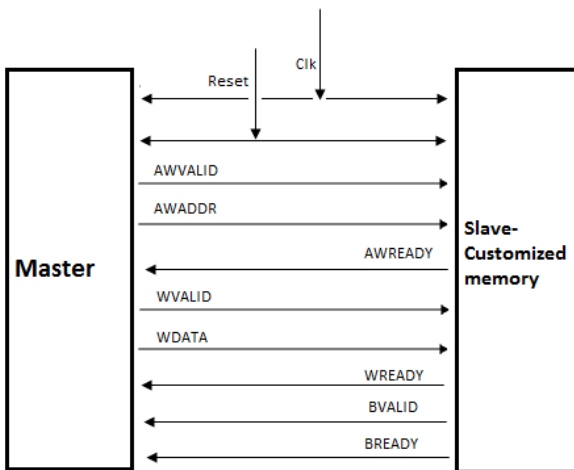 Clk
Reset
AWVALID
AWADDR
AWREADY
Master
Slave-
Customized
memory
WVALID
WDATA
WREADY
BVALID
BREADY